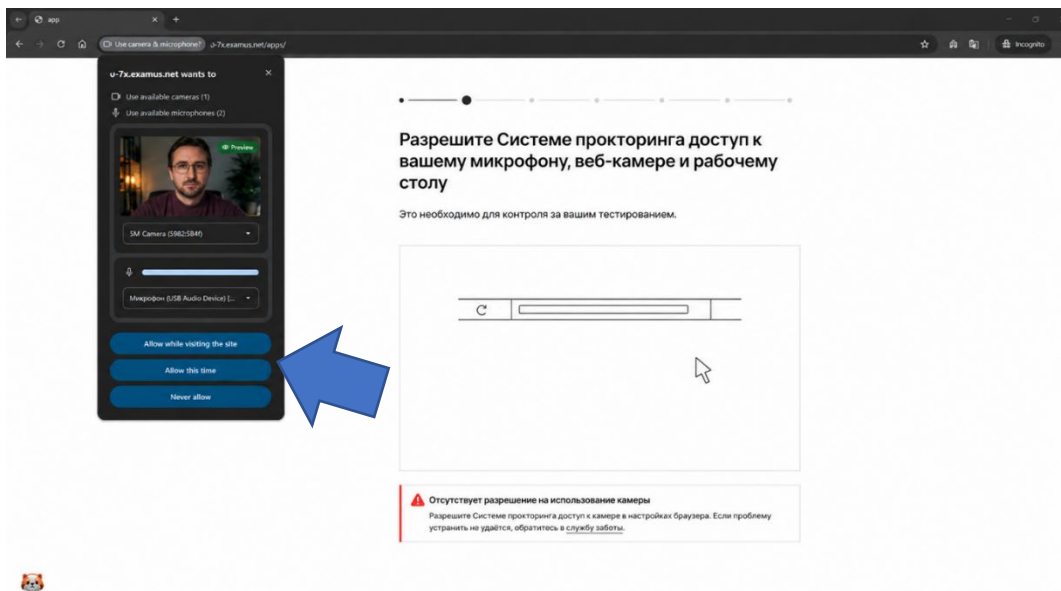 app
Use camera & microphone?
o-7x.examus.net/apps/
Incognito
o-7x.examus.net wants to
Use available cameras (1)
Use available microphones (2)
Preview
SM Camera (5982:5B4f)
Микрофон (USB Audio Device) [...
Allow while visiting the site
Allow this time
Never allow
Разрешите Системе прокторинга доступ к
вашему микрофону, веб-камере и рабочему
столу
Это необходимо для контроля за вашим тестированием.
Отсутствует разрешение на использование камеры
Разрешите Системе прокторинга доступ к камере в настройках браузера. Если проблему
устранить не удаётся, обратитесь в службу заботы.